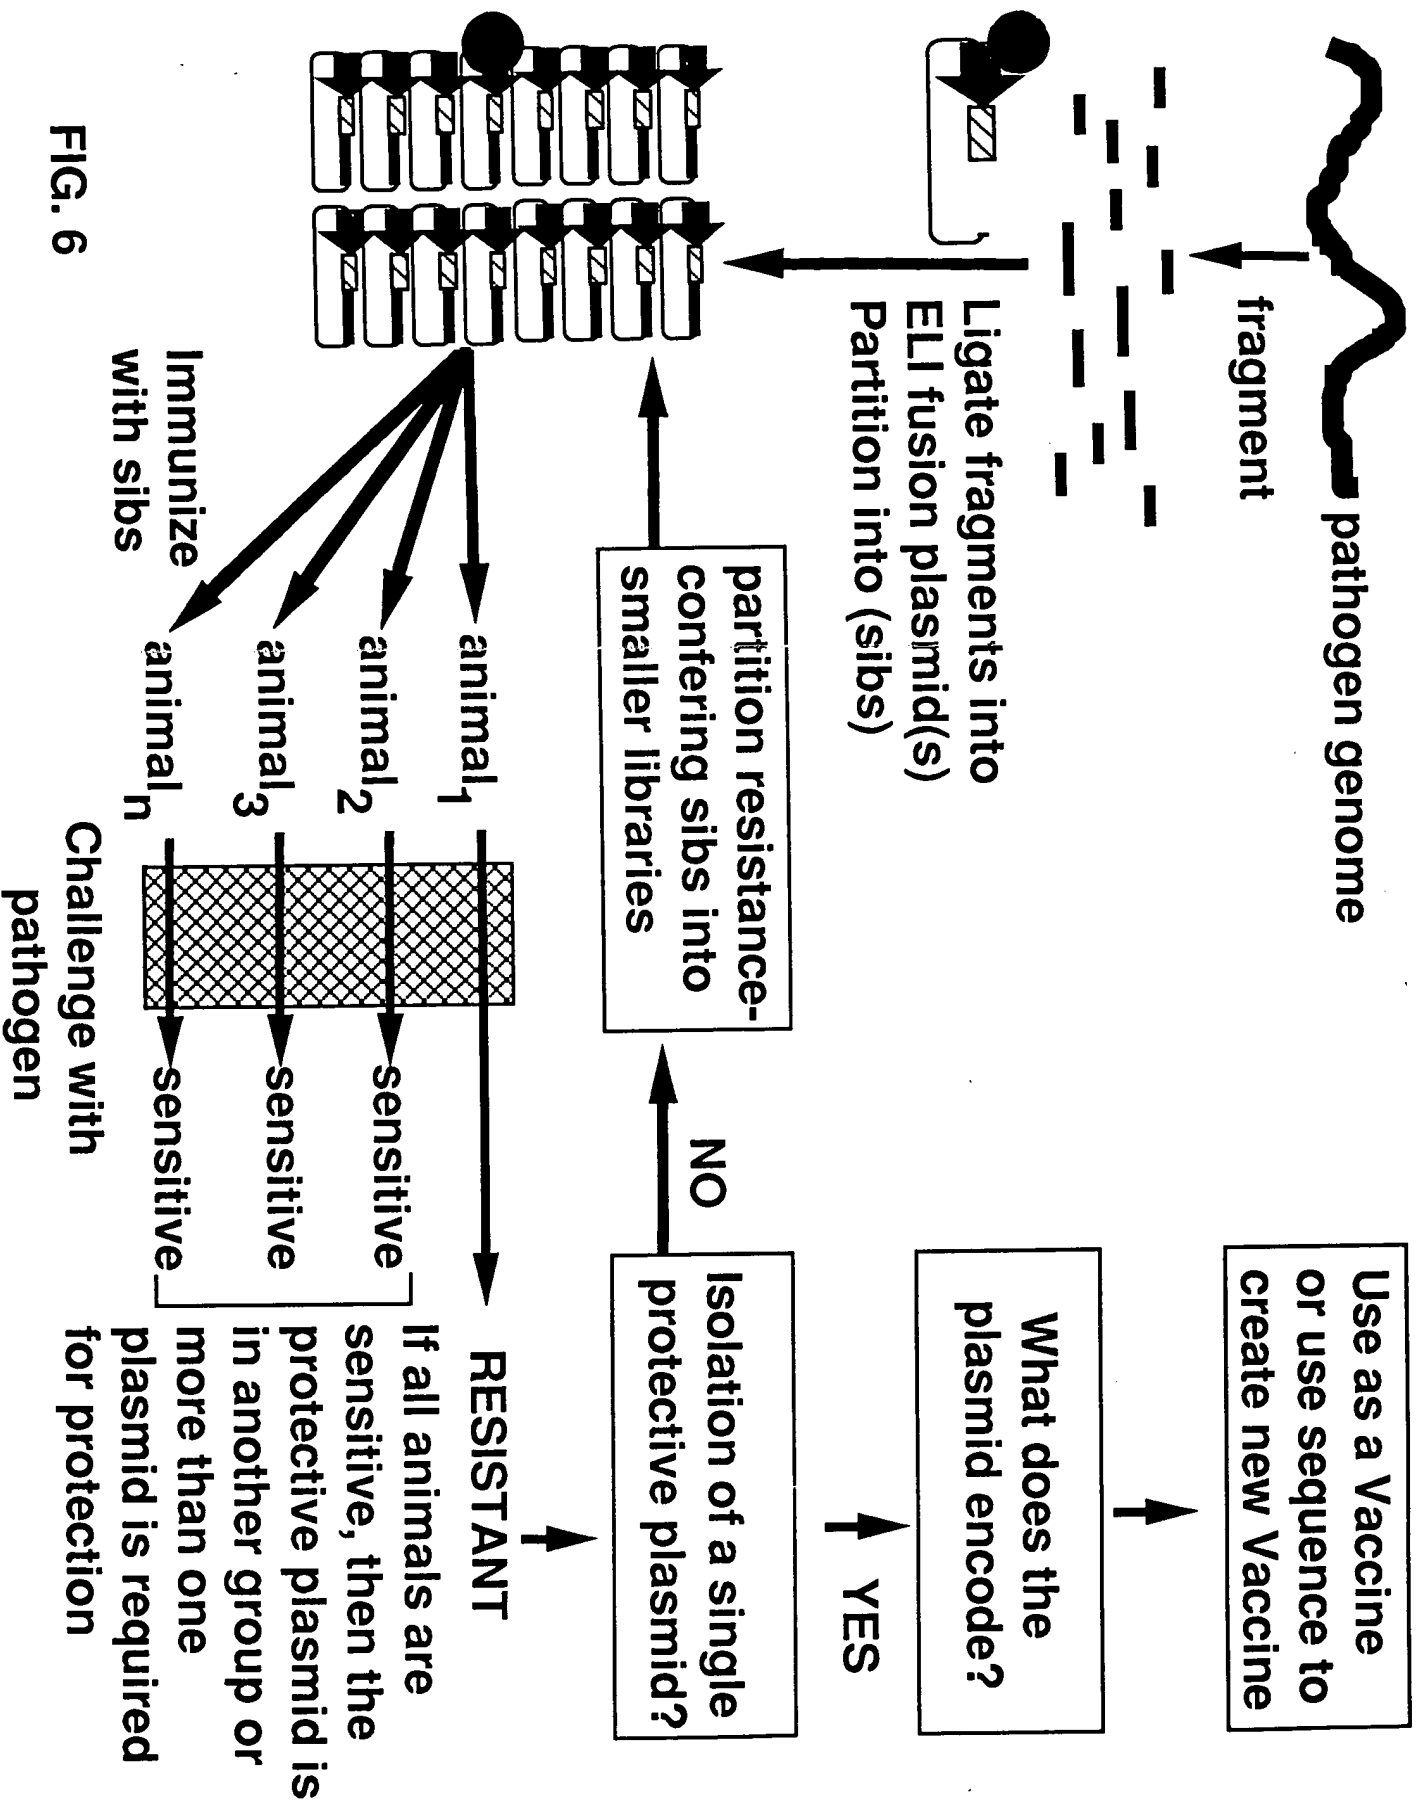 pathogen genome
fragment
Ligate fragments into
ELI fusion plasmid(s)
Partition into (sibs)
Use as a Vaccine
or use sequence to
create new Vaccine
What does the
plasmid encode?
YES
Isolation of a single
protective plasmid?
NO
partition resistance-
confering sibs into
smaller libraries
Immunize
with sibs
animal1
animal2
animal3
animaln
RESISTANT
sensitive
sensitive
sensitive
Challenge with
pathogen
If all animals are
sensitive, then the
protective plasmid is
in another group or
more than one
plasmid is required
for protection
FIG. 6